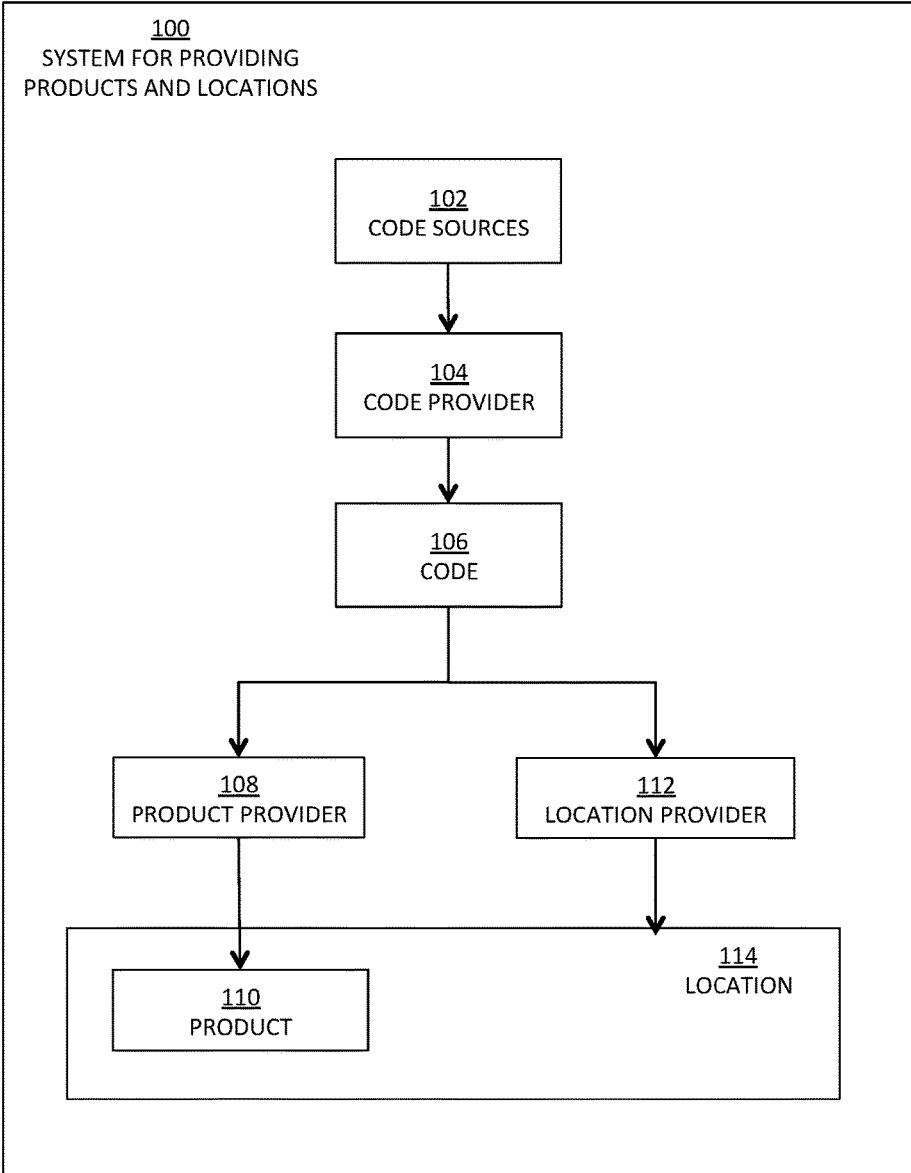 100
SYSTEM FOR PROVIDING
PRODUCTS AND LOCATIONS
102
CODE SOURCES
104
CODE PROVIDER
106
CODE
108
PRODUCT PROVIDER
112
LOCATION PROVIDER
114
LOCATION
110
PRODUCT